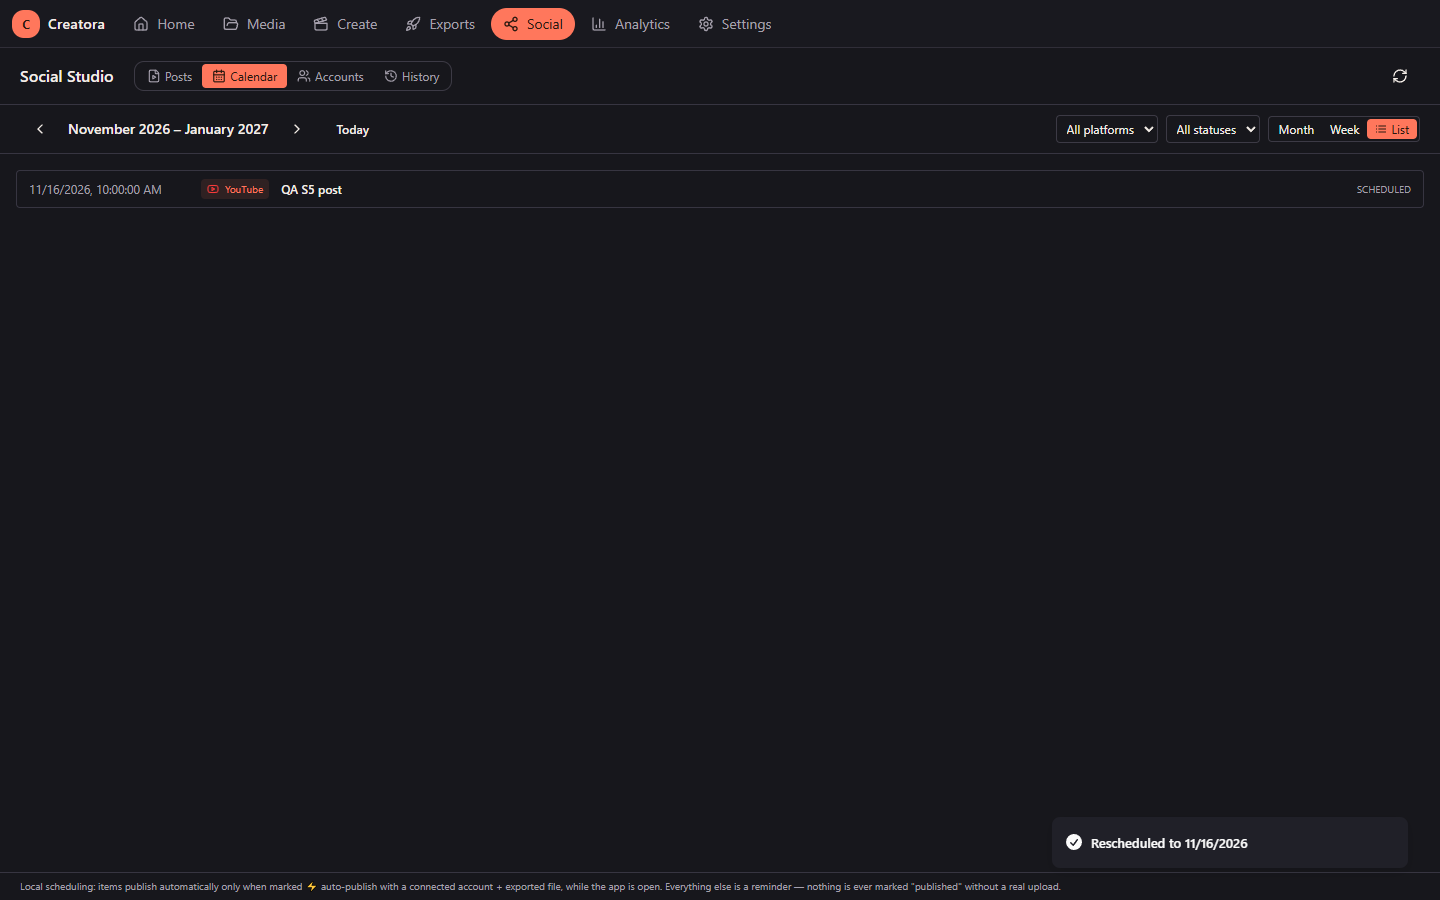 C Creatora Home Media Create Exports Social Analytics Settings
Social Studio Posts Calendar Accounts History
November 2026 – January 2027 Today All platforms All statuses Month Week List
11/16/2026, 10:00:00 AM YouTube QA S5 post SCHEDULED
Rescheduled to 11/16/2026
Local scheduling: items publish automatically only when marked ⚡ auto-publish with a connected account + exported file, while the app is open. Everything else is a reminder — nothing is ever marked "published" without a real upload.